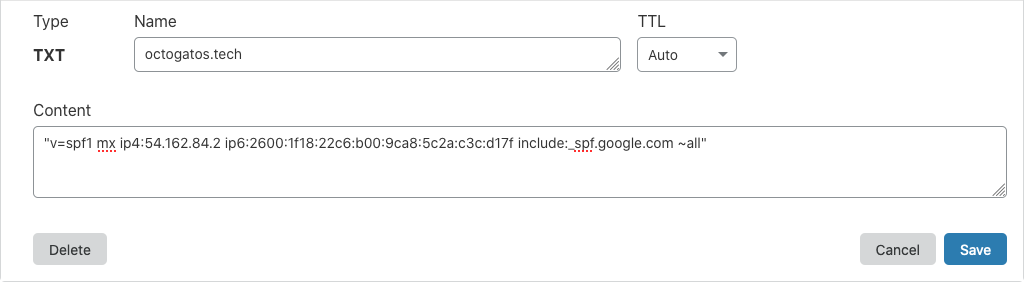 Type Name TTL
TXT octogatos.tech Auto
Content
"v=spf1 mx ip4:54.162.84.2 ip6:2600:1f18:22c6:b00:9ca8:5c2a:c3c:d17f include:_spf.google.com ~all"
Delete Cancel Save